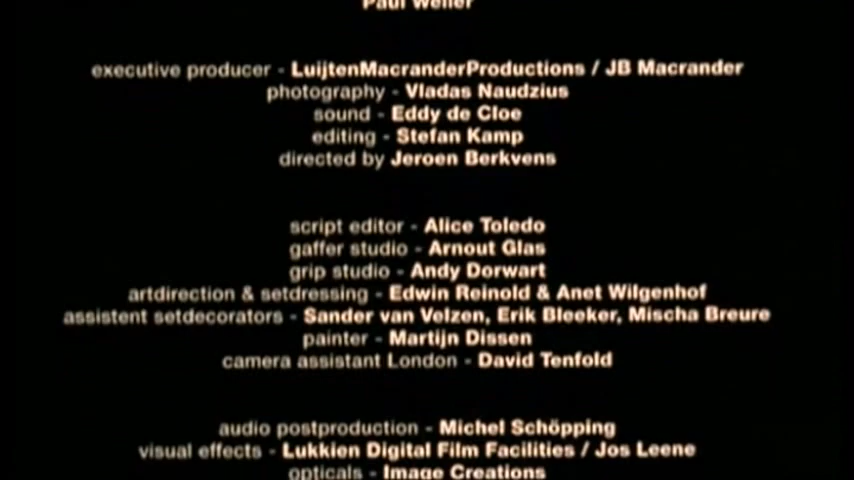 Paul Weller
executive producer - LuijtenMacranderProductions / JB Macrander
photography - Vladas Naudzius
sound - Eddy de Cloe
editing - Stefan Kamp
directed by Jeroen Berkvens
script editor - Alice Toledo
gaffer studio - Arnout Glas
grip studio - Andy Dorwart
artdirection & setdressing - Edwin Reinold & Anet Wilgenhof
assistent setdecorators - Sander van Velzen, Erik Bleeker, Mischa Breure
painter - Martijn Dissen
camera assistant London - David Tenfold
audio postproduction - Michel Schöpping
visual effects - Lukkien Digital Film Facilities / Jos Leene
opticals - Image Creations